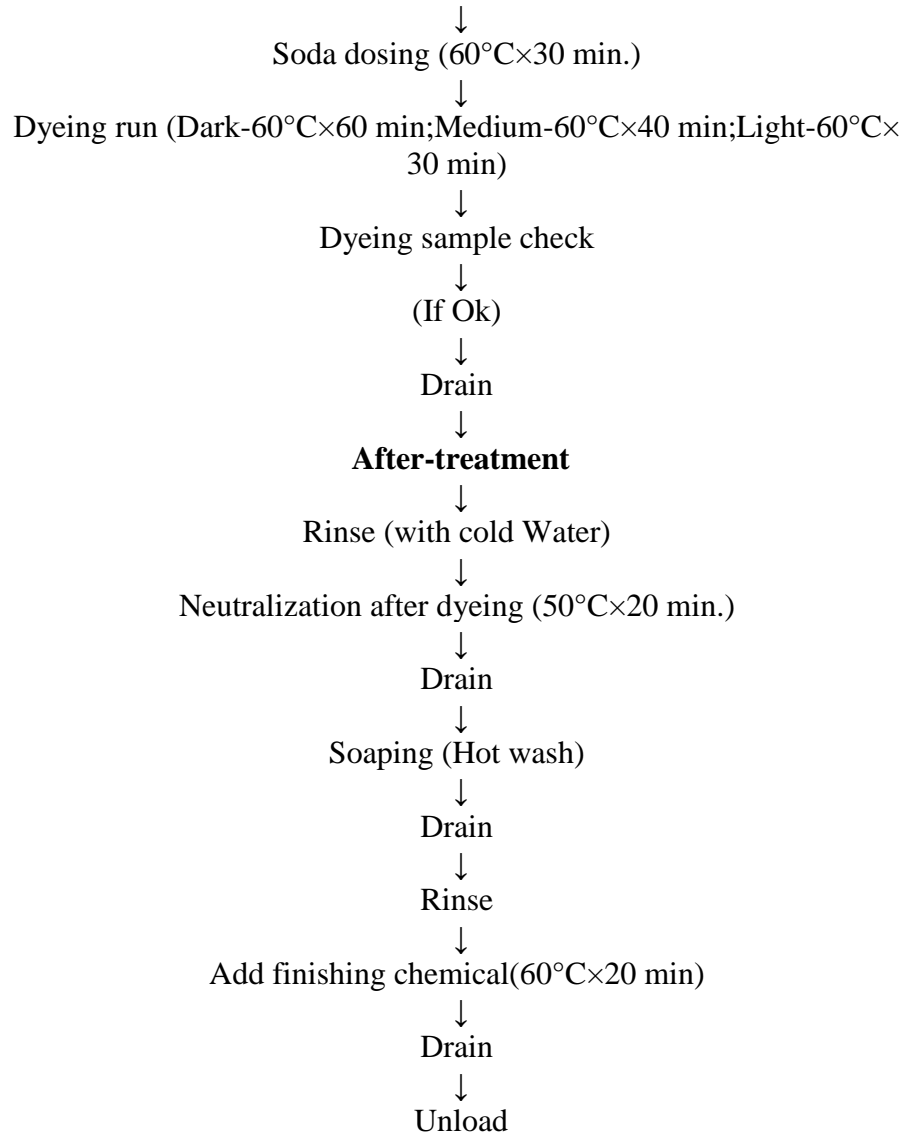 ↓
Soda dosing (60°C×30 min.)
↓
Dyeing run (Dark-60°C×60 min;Medium-60°C×40 min;Light-60°C×
30 min)
↓
Dyeing sample check
↓
(If Ok)
↓
Drain
↓
After-treatment
↓
Rinse (with cold Water)
↓
Neutralization after dyeing (50°C×20 min.)
↓
Drain
↓
Soaping (Hot wash)
↓
Drain
↓
Rinse
↓
Add finishing chemical(60°C×20 min)
↓
Drain
↓
Unload